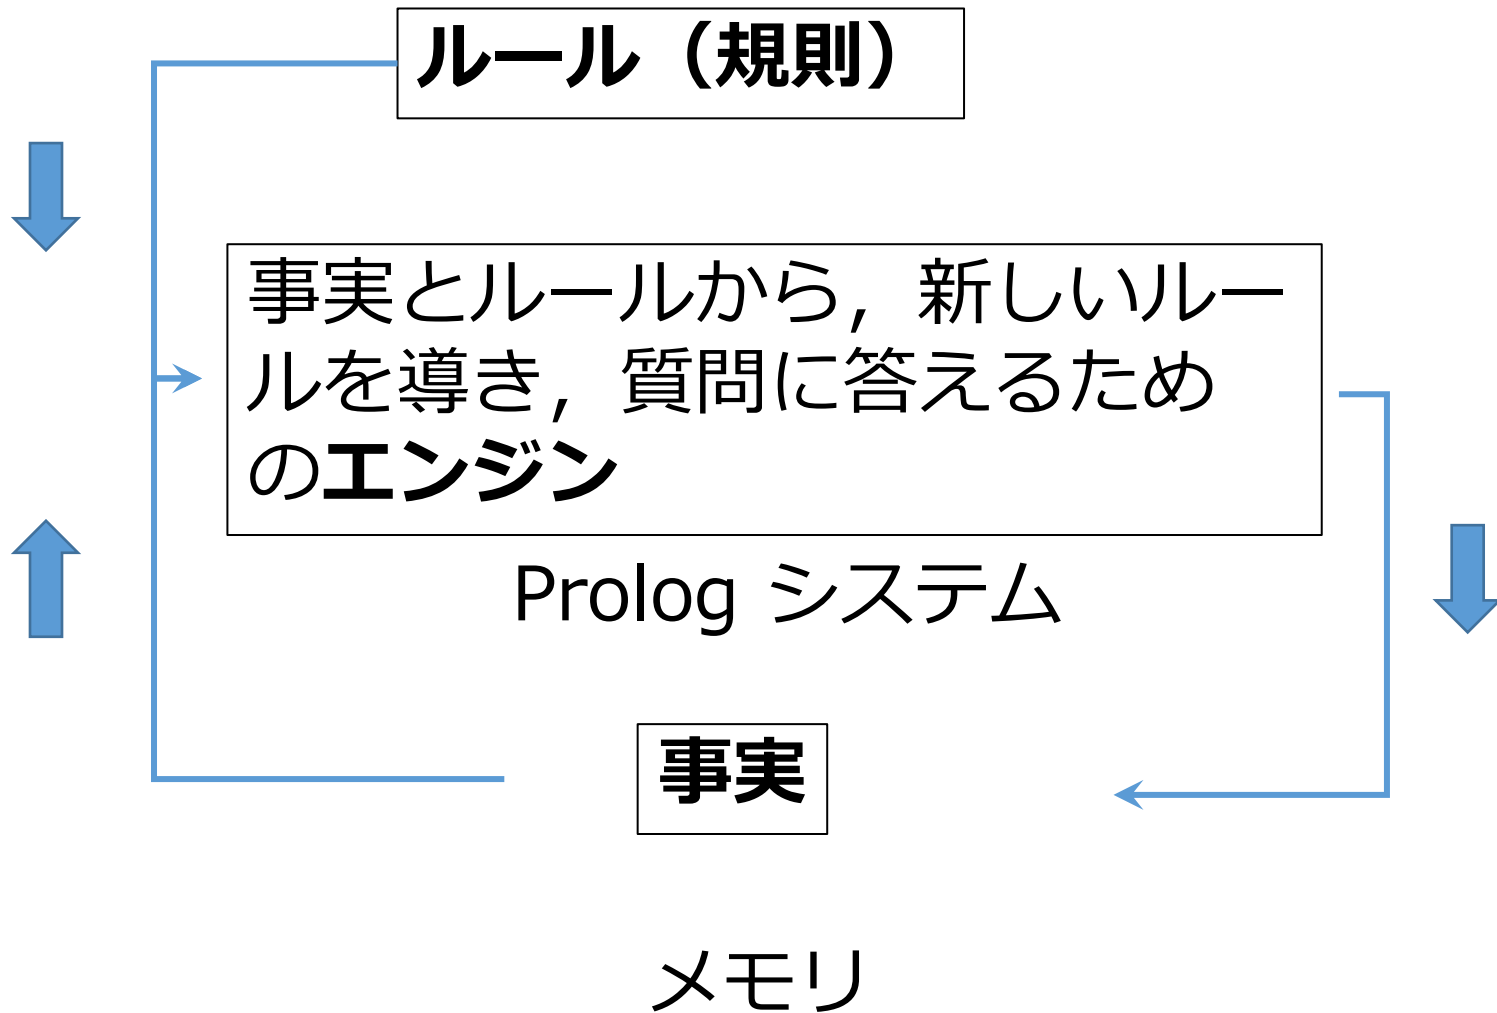 ルール（規則）
事実とルールから，新しいルー
ルを導き，質問に答えるため
のエンジン
Prolog システム
事実
メモリ